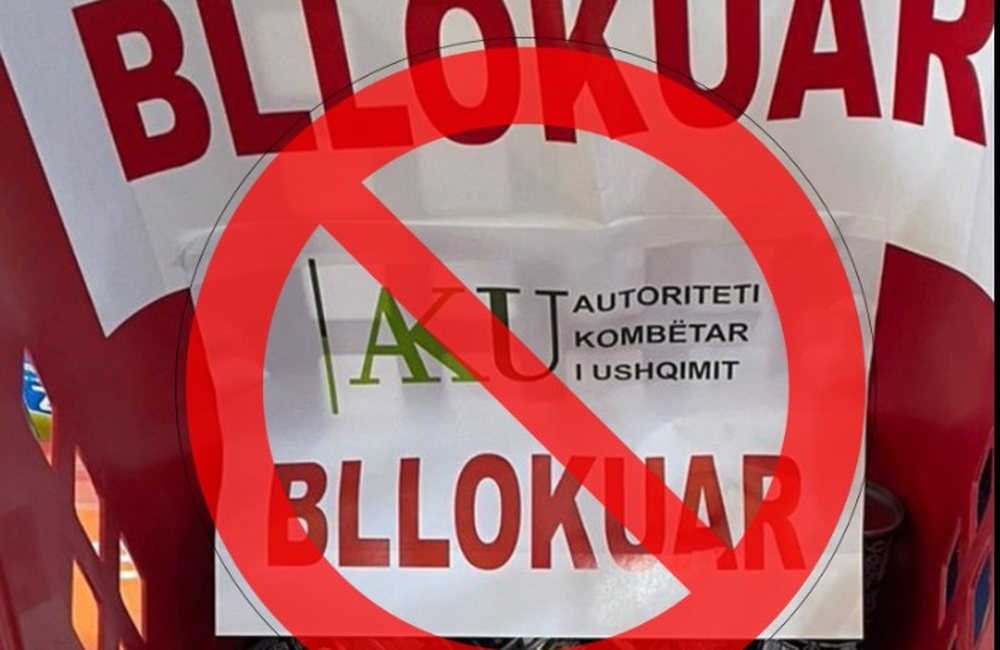 BLLOKUAR
AKU
AUTORITETI
KOMBËTAR
I USHQIMIT
BLLOKUAR